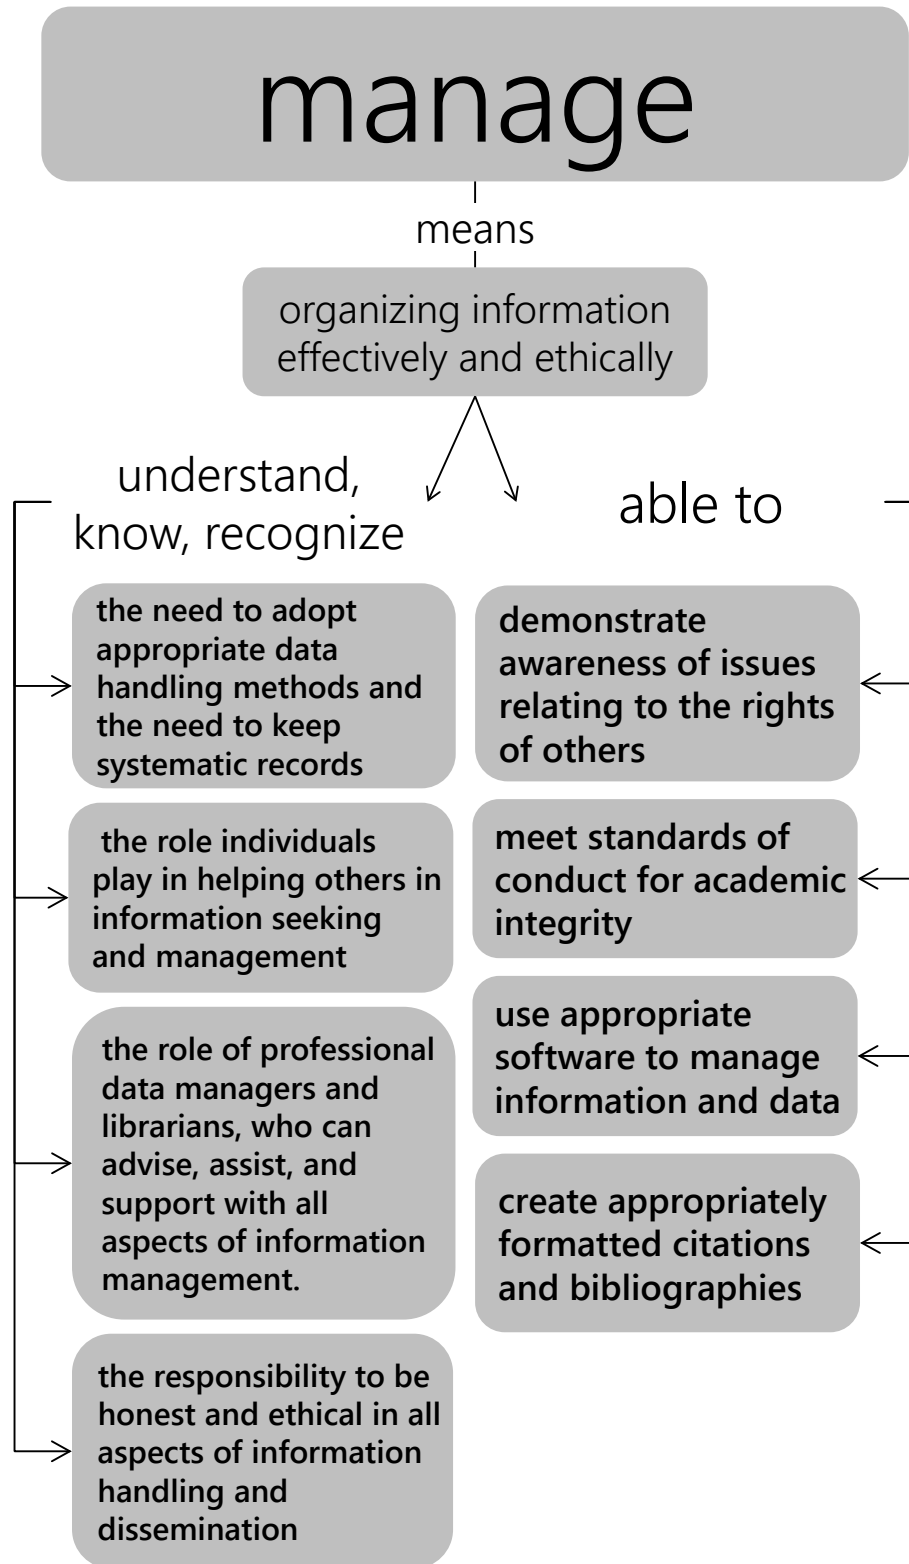 manage
means
organizing information
effectively and ethically
understand,
know, recognize
the need to adopt
appropriate data
handling methods and
the need to keep
systematic records
the role individuals
play in helping others in
information seeking
and management
the role of professional
data managers and
librarians, who can
advise, assist, and
support with all
aspects of information
management.
the responsibility to be
honest and ethical in all
aspects of information
handling and
dissemination
able to
demonstrate
awareness of issues
relating to the rights
of others
meet standards of
conduct for academic
integrity
use appropriate
software to manage
information and data
create appropriately
formatted citations
and bibliographies